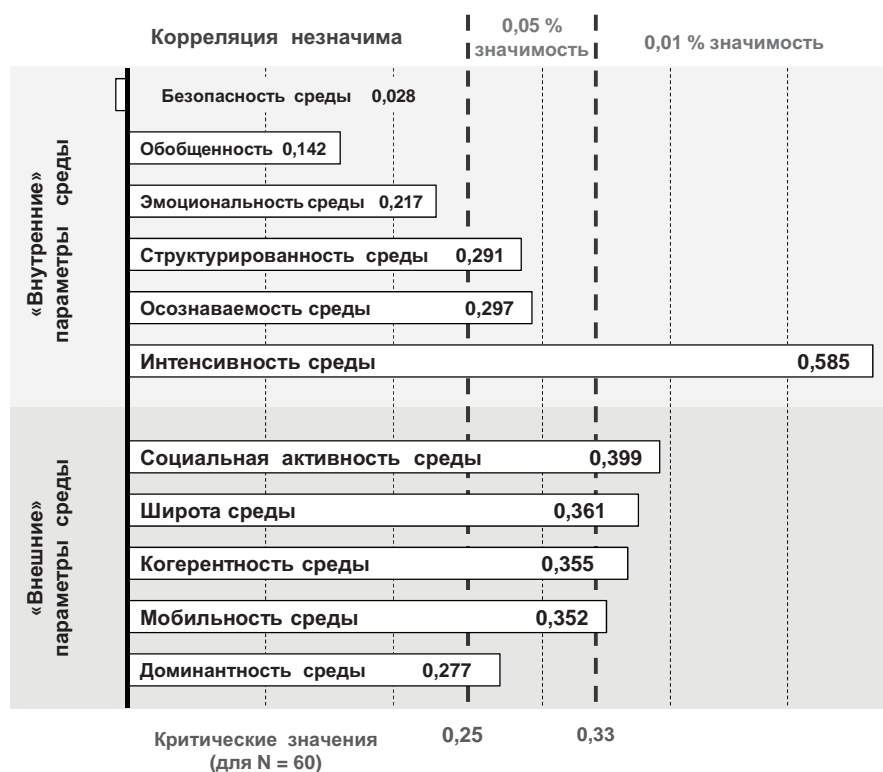 Корреляция незначима
0,05 %
значимость
0,01 % значимость
«Внутренние»
параметры среды
Безопасность среды 0,028
Обобщенность 0,142
Эмоциональность среды 0,217
Структурированность среды 0,291
Осознаваемость среды 0,297
Интенсивность среды 0,585
«Внешние»
параметры среды
Социальная активность среды 0,399
Широта среды 0,361
Когерентность среды 0,355
Мобильность среды 0,352
Доминантность среды 0,277
Критические значения
(для N = 60)
0,25 0,33